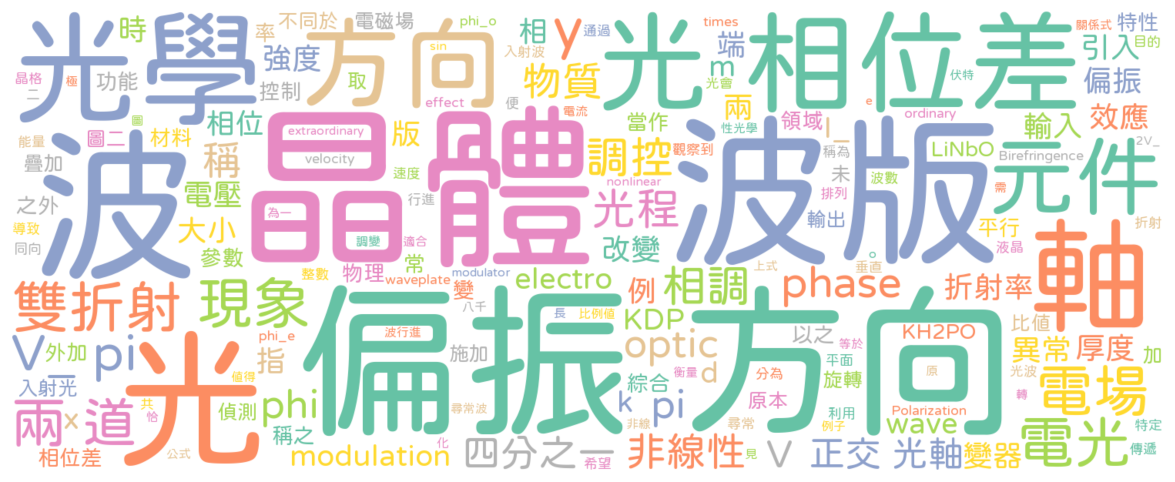 光學
方向
光
相位差
波
晶體
波版
元件
軸
偏振
方向
光
雙折射
現象
兩道
電場
電光
四分之一
非線性
正交
光軸
變器
modulation
phi
pi
V_
phase
折射率
相調
electro
optic
KDP
KH2PO
wave
Polarization
光程
改變
物質
調控
版
稱
電壓
相位
強度
時
率
不同於
電磁場
phi_o
sin
相
通過
入射波
y
times
端
m
兩
當作
領域
性光學
觀察到
ordinary
e
關係式
特性
引入
目的
偏振
伏特
輸入
效應
I_
稱為
未
排列
波數
LiNbO
Birefringence
2V_
需
平行
液晶
折射
輸出
垂直
上式
晶格
二
極
功能
控制
取
effect
便
電流
圖
能量
圖二
材料
疊加
extraordinary
velocity
速度
行進
nonlinear
之外
導致
同向
大小
參數
為一
調變
適合
整數
物理
常
waveplate
變
modulator
八千
例
長
比例值
外加
指
phi_e
值得
入射光
x
偵測
稱之
相位差
共
恰
公式
波行進
施加
綜合
d
衡量
尋常波
k
pi
非線
化
希望
以之
等於
平面
分為
旋轉
原本
尋常
利用
例子
見
V
原
比值
異常
厚度
加
光波
轉
特定
傳遞
。